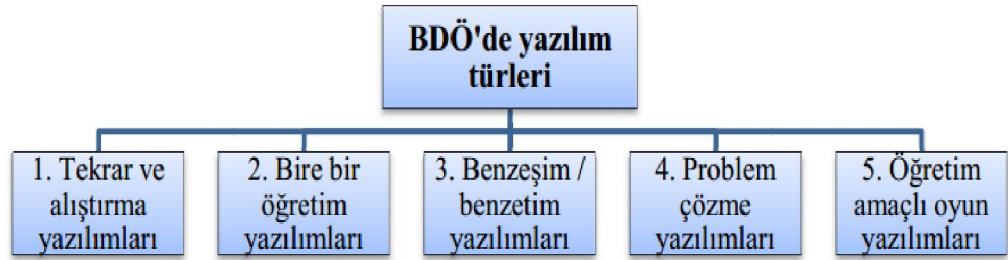 BDÖ'de yazılım
türleri
1. Tekrar ve
alıştırma
yazılımları
2. Bire bir
öğretim
yazılımları
3. Benzeşim /
benzetim
yazılımları
4. Problem
çözme
yazılımları
5. Öğretim
amaçlı oyun
yazılımları